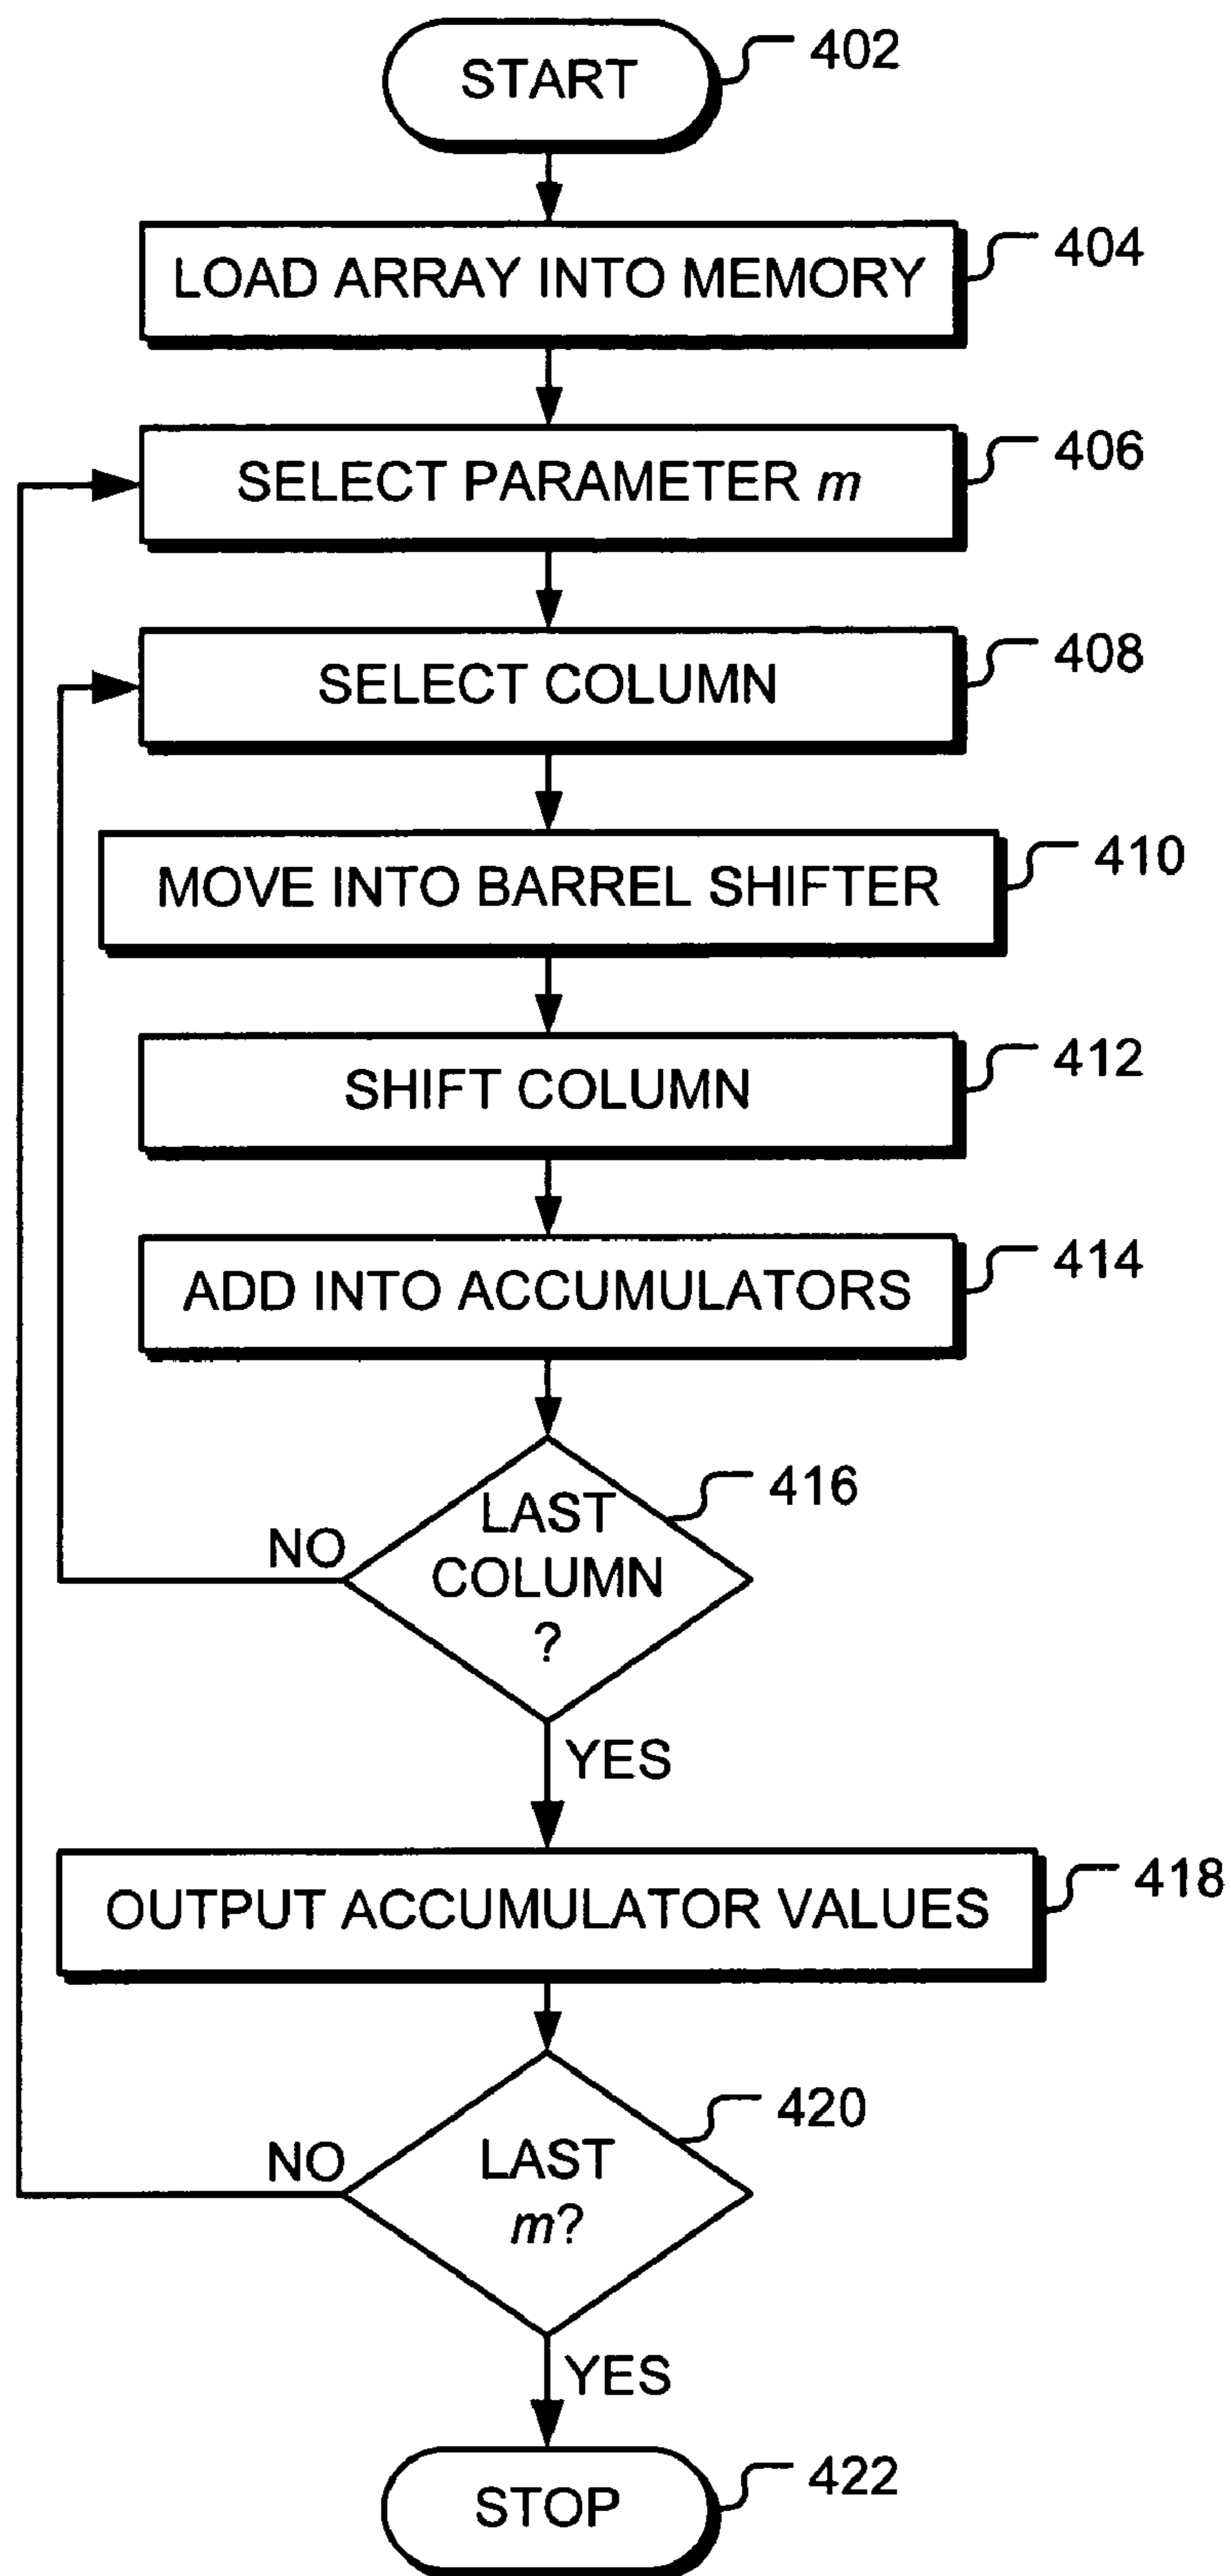 START
402
LOAD ARRAY INTO MEMORY
404
SELECT PARAMETER m
406
SELECT COLUMN
408
MOVE INTO BARREL SHIFTER
410
SHIFT COLUMN
412
ADD INTO ACCUMULATORS
414
LAST
COLUMN
?
416
NO
YES
OUTPUT ACCUMULATOR VALUES
418
LAST
m?
420
NO
YES
STOP
422